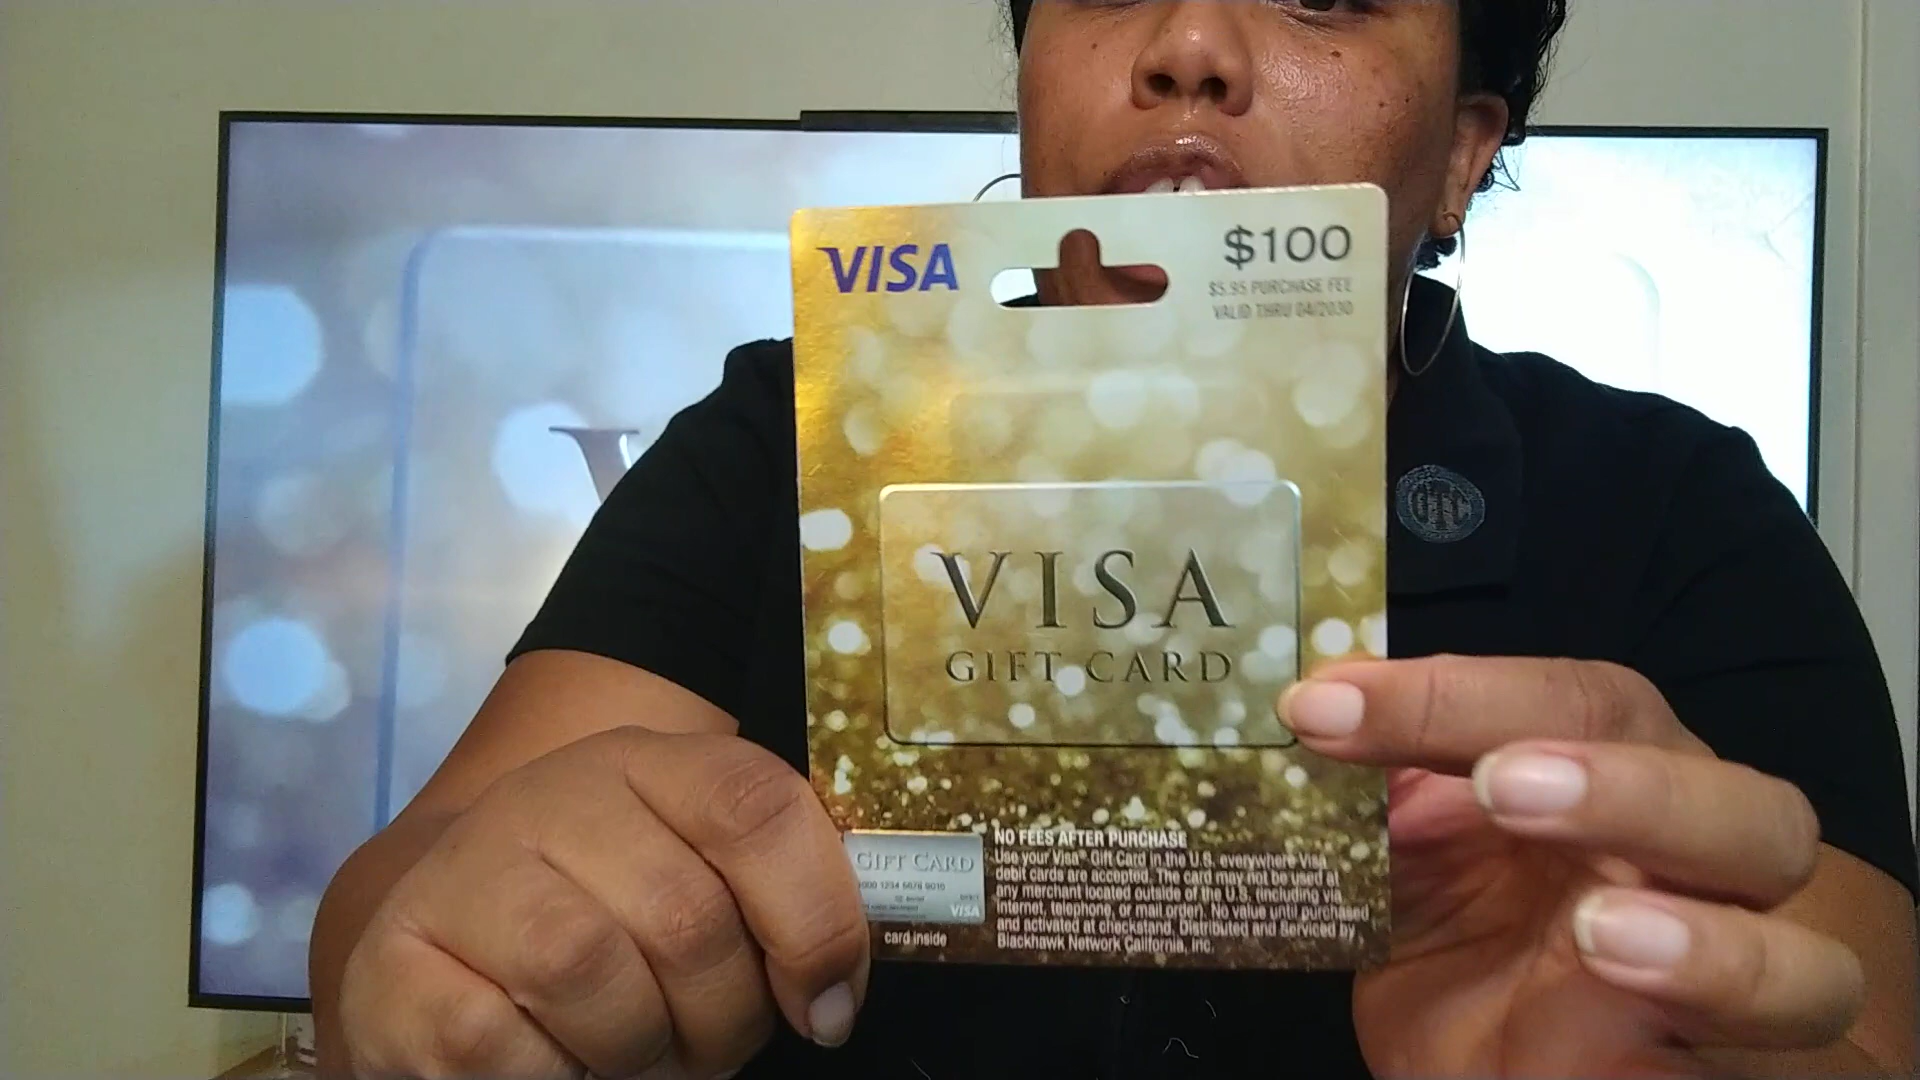 VISA
$100
$5.95 PURCHASE FEE
VALID THRU 04/2030
V
VISA
GIFT CARD
GIFT CARD
1234 5678 9010
VISA
card inside
NO FEES AFTER PURCHASE
Use your Visa® Gift Card in the U.S. everywhere Visa
debit cards are accepted. The card may not be used at
any merchant located outside of the U.S. (including via
internet, telephone, or mail order). No value until purchased
and activated at checkstand. Distributed and Serviced by
Blackhawk Network California, Inc.